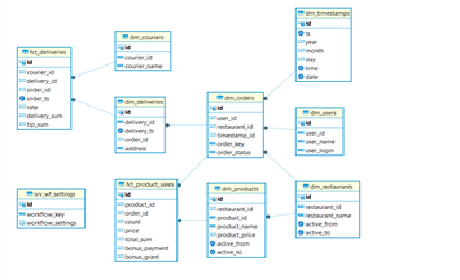 fct_deliveries
id
courier_id
delivery_id
order_id
order_ts
rate
delivery_sum
tip_sum
dm_couriers
id
courier_id
courier_name
dm_deliveries
id
delivery_id
delivery_ts
order_id
address
dm_orders
id
user_id
restaurant_id
timestamp_id
order_key
order_status
dm_timestamps
id
ts
year
month
day
time
date
dm_users
id
user_id
user_name
user_login
srv_wf_settings
id
workflow_key
workflow_settings
fct_product_sales
id
product_id
order_id
count
price
total_sum
bonus_payment
bonus_grant
dm_products
id
restaurant_id
product_id
product_name
product_price
active_from
active_to
dm_restaurants
id
restaurant_id
restaurant_name
active_from
active_to